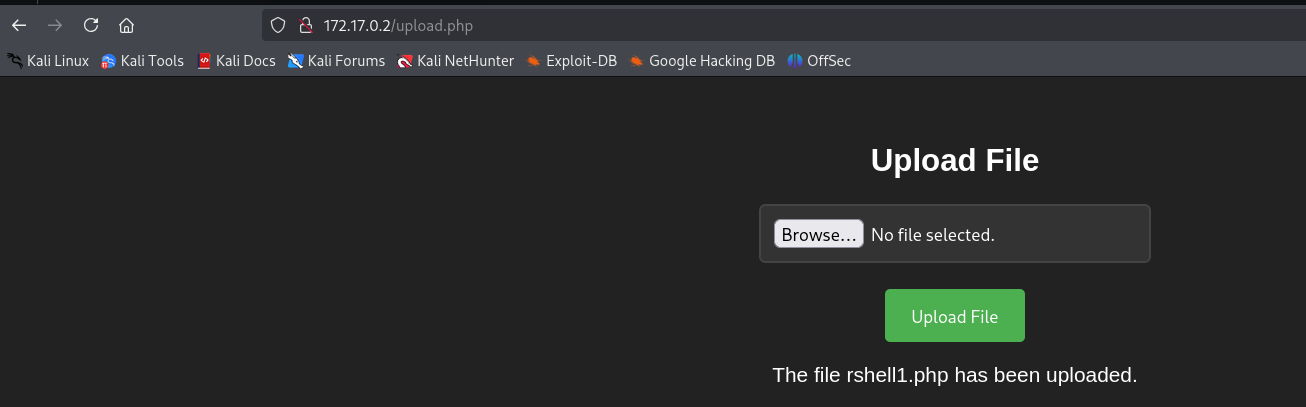 172.17.0.2/upload.php
Kali Linux Kali Tools Kali Docs Kali Forums Kali NetHunter Exploit-DB Google Hacking DB OffSec
Upload File
Browse... No file selected.
Upload File
The file rshell1.php has been uploaded.